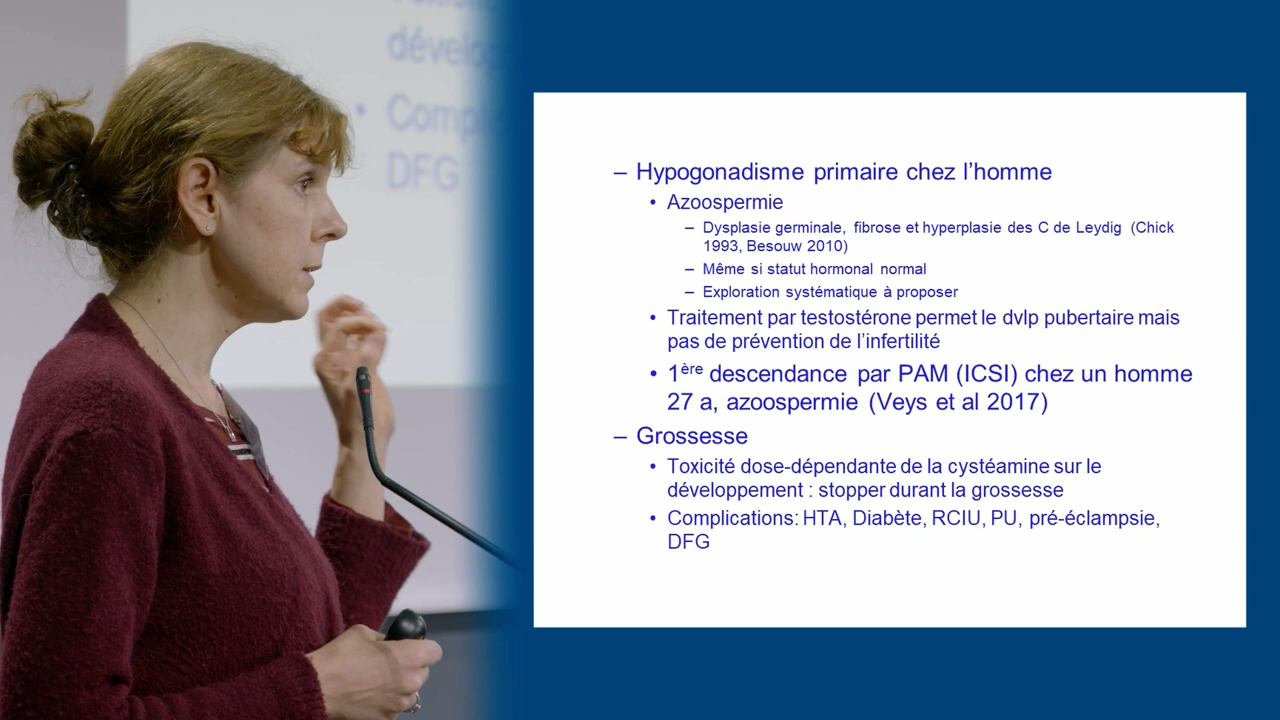 dévelo
• Comp
DFG
– Hypogonadisme primaire chez l’homme
• Azoospermie
– Dysplasie germinale, fibrose et hyperplasie des C de Leydig (Chick
1993, Besouw 2010)
– Même si statut hormonal normal
– Exploration systématique à proposer
• Traitement par testostérone permet le dvlp pubertaire mais
pas de prévention de l’infertilité
• 1ère descendance par PAM (ICSI) chez un homme
27 a, azoospermie (Veys et al 2017)
– Grossesse
• Toxicité dose-dépendante de la cystéamine sur le
développement : stopper durant la grossesse
• Complications: HTA, Diabète, RCIU, PU, pré-éclampsie,
DFG